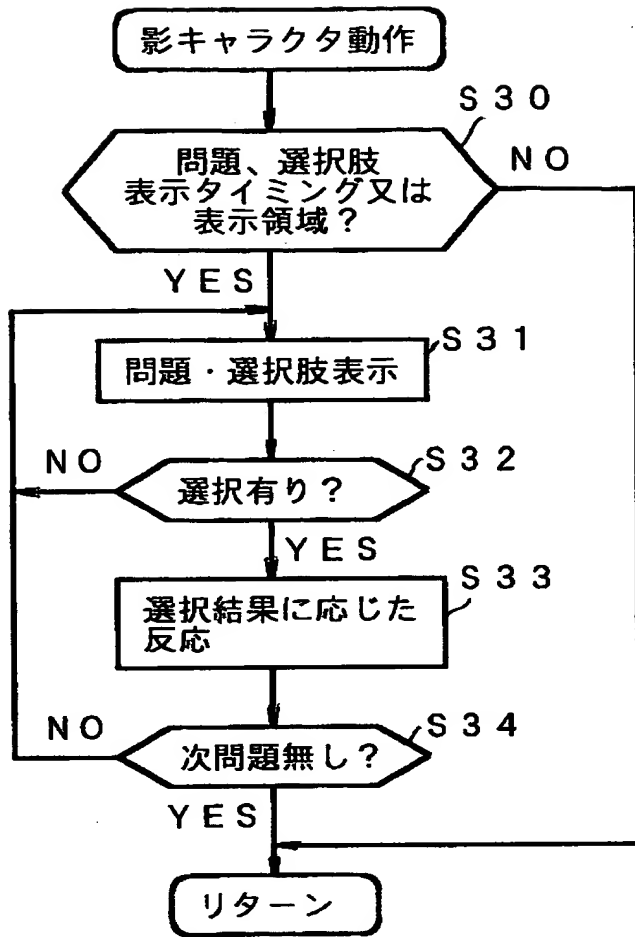 影キャラクタ動作
S30
問題、選択肢
表示タイミング又は
表示領域?
NO
YES
S31
問題・選択肢表示
NO
S32
選択有り?
YES
S33
選択結果に応じた
反応
NO
S34
次問題無し?
YES
リターン